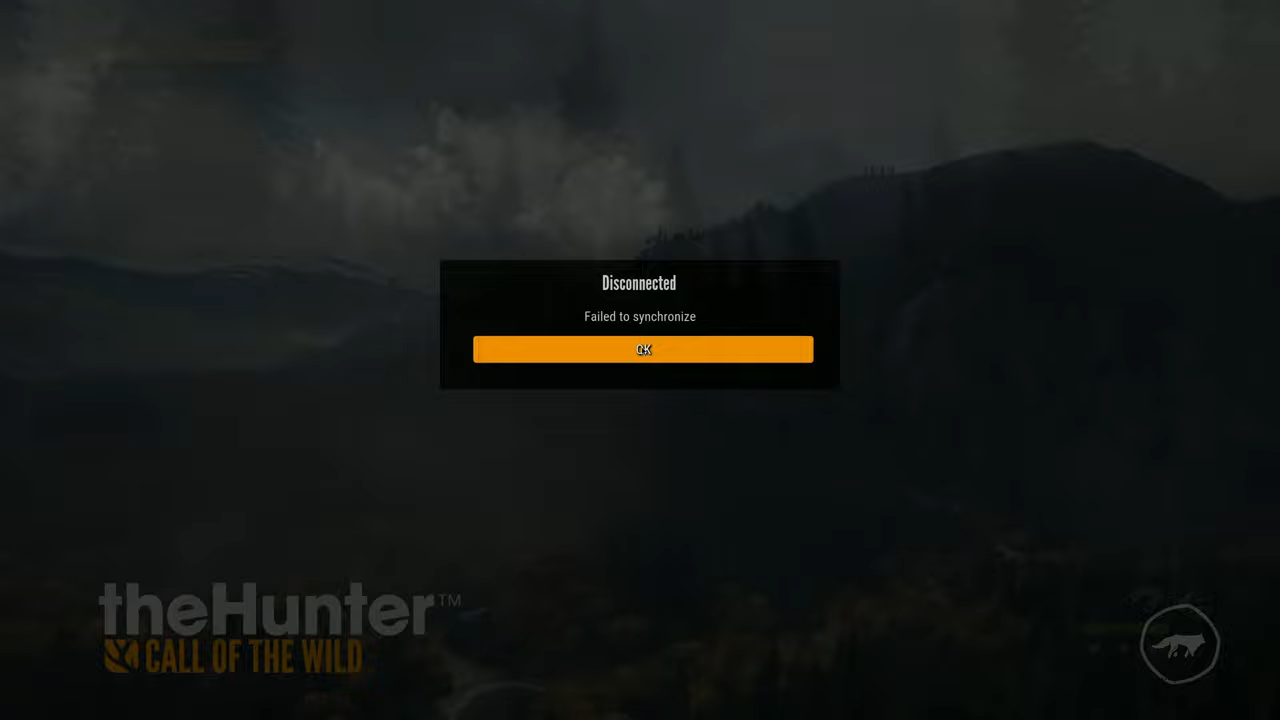 Disconnected
Failed to synchronize
OK
theHunter™
CALL OF THE WILD